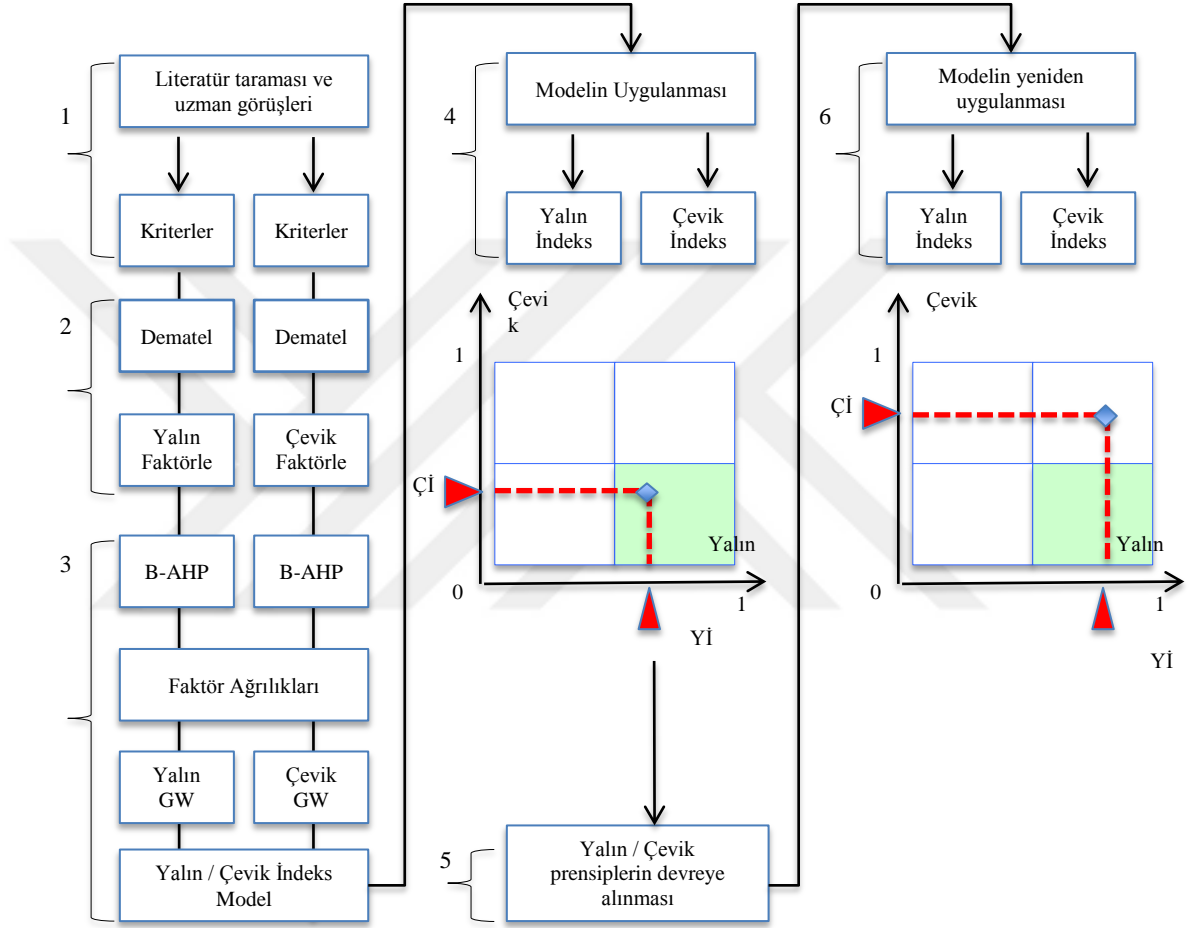 1
Literatür taraması ve
uzman görüşleri
Kriterler
Kriterler
2
Dematel
Dematel
Yalın
Faktörle
Çevik
Faktörle
3
B-AHP
B-AHP
Faktör Ağrılıkları
Yalın
GW
Çevik
GW
Yalın / Çevik İndeks
Model
4
Modelin Uygulanması
Yalın
İndeks
Çevik
İndeks
Çevi
k
1
Çİ
Yalın
0
1
Yİ
5
Yalın / Çevik
prensiplerin devreye
alınması
6
Modelin yeniden
uygulanması
Yalın
İndeks
Çevik
İndeks
Çevik
1
Çİ
Yalın
0
1
Yİ